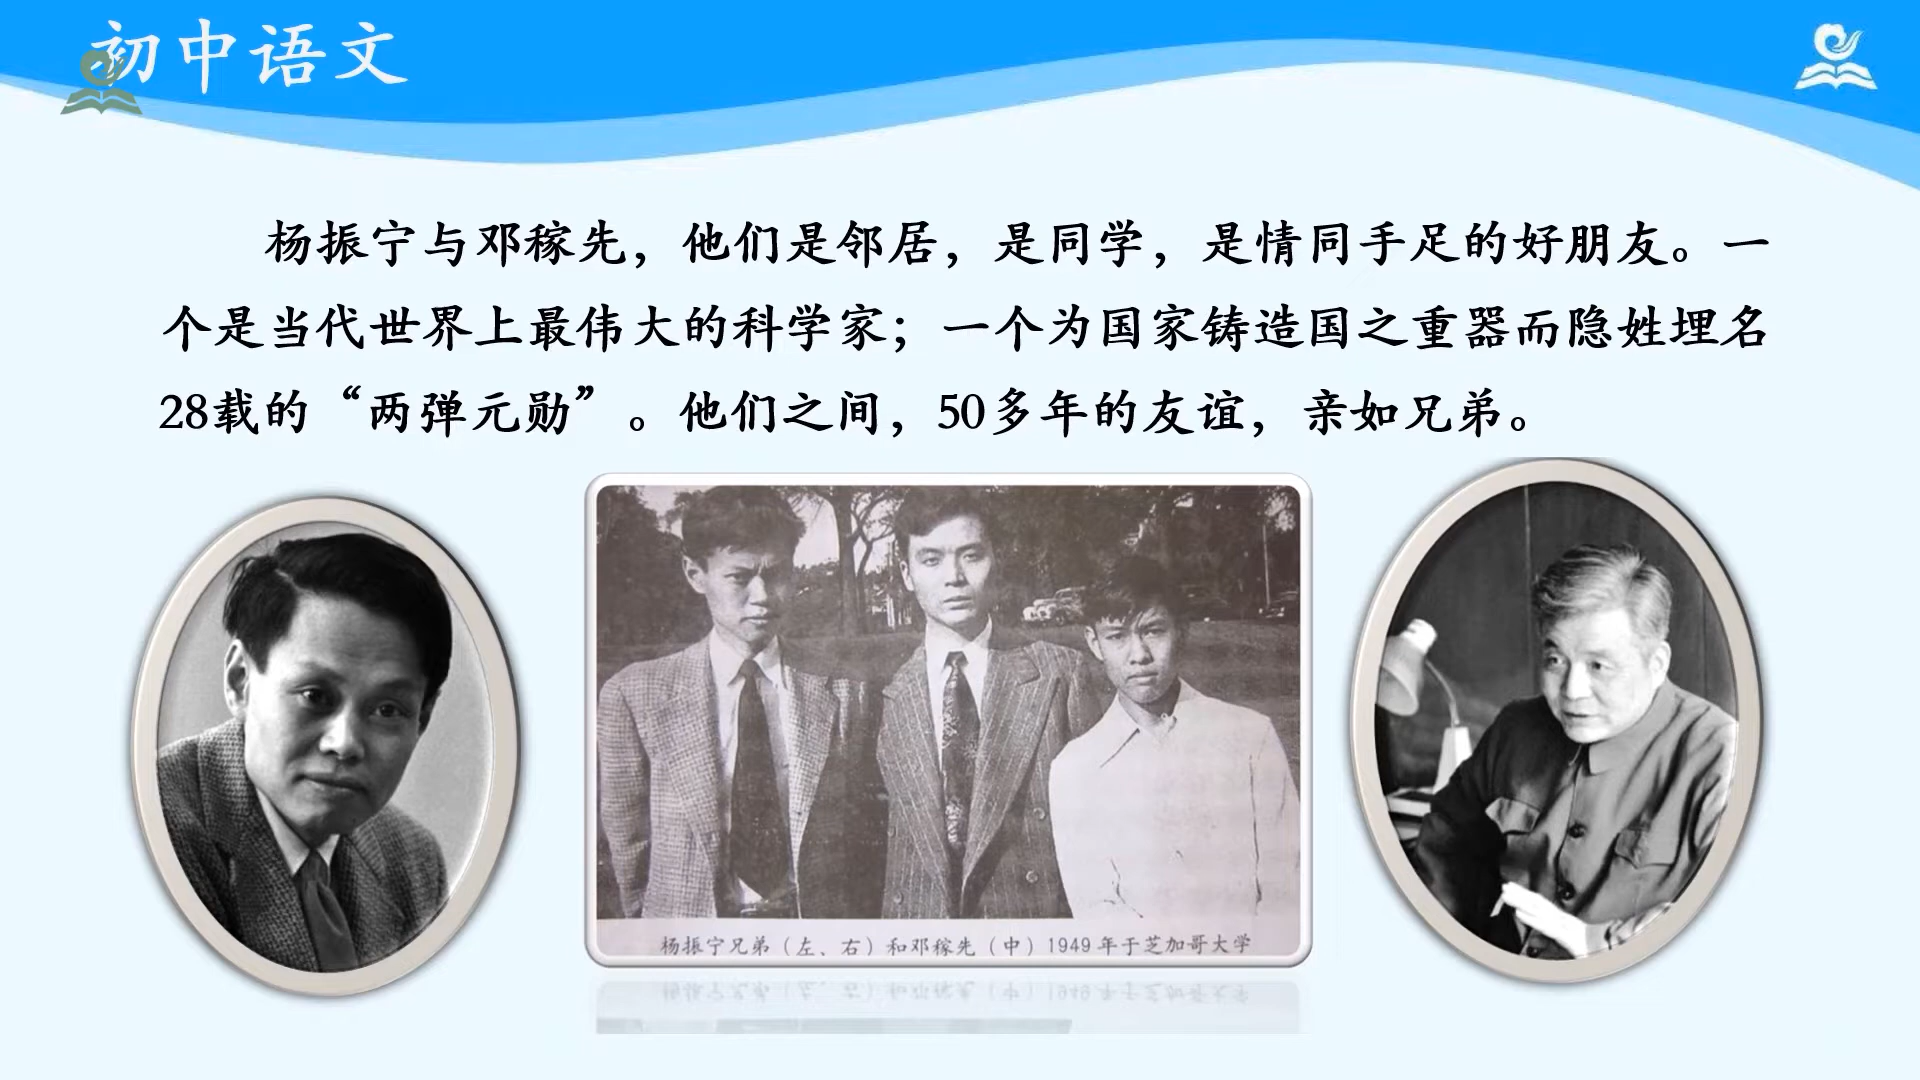 初中语文
杨振宁与邓稼先，他们是邻居，是同学，是情同手足的好朋友。一
个是当代世界上最伟大的科学家；一个为国家铸造国之重器而隐姓埋名
28载的“两弹元勋”。他们之间，50多年的友谊，亲如兄弟。
杨振宁兄弟（左、右）和邓稼先（中）1949年于芝加哥大学